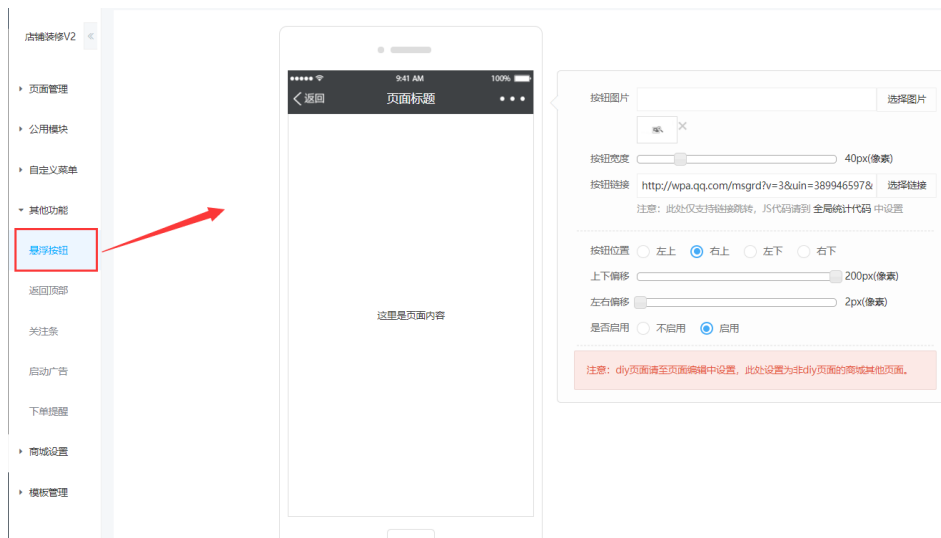 店铺装修V2 «
页面管理
公用模块
自定义菜单
其他功能
悬浮按钮
返回顶部
关注条
启动广告
下单提醒
商城设置
模板管理
9:41 AM 100%
返回 页面标题
这里是页面内容
按钮图片 选择图片
按钮宽度 40px(像素)
按钮链接 http://wpa.qq.com/msgrd?v=3&uin=389946597& 选择链接
注意：此处仅支持链接跳转，JS代码请到 全局统计代码 中设置
按钮位置 左上 右上 左下 右下
上下偏移 200px(像素)
左右偏移 2px(像素)
是否启用 不启用 启用
注意：diy页面请至页面编辑中设置，此处设置为非diy页面的商城其他页面。